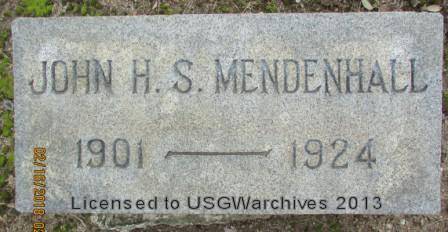 JOHN H. S. MENDENHALL
1901 — 1924
Licensed to USGWarchives 2013